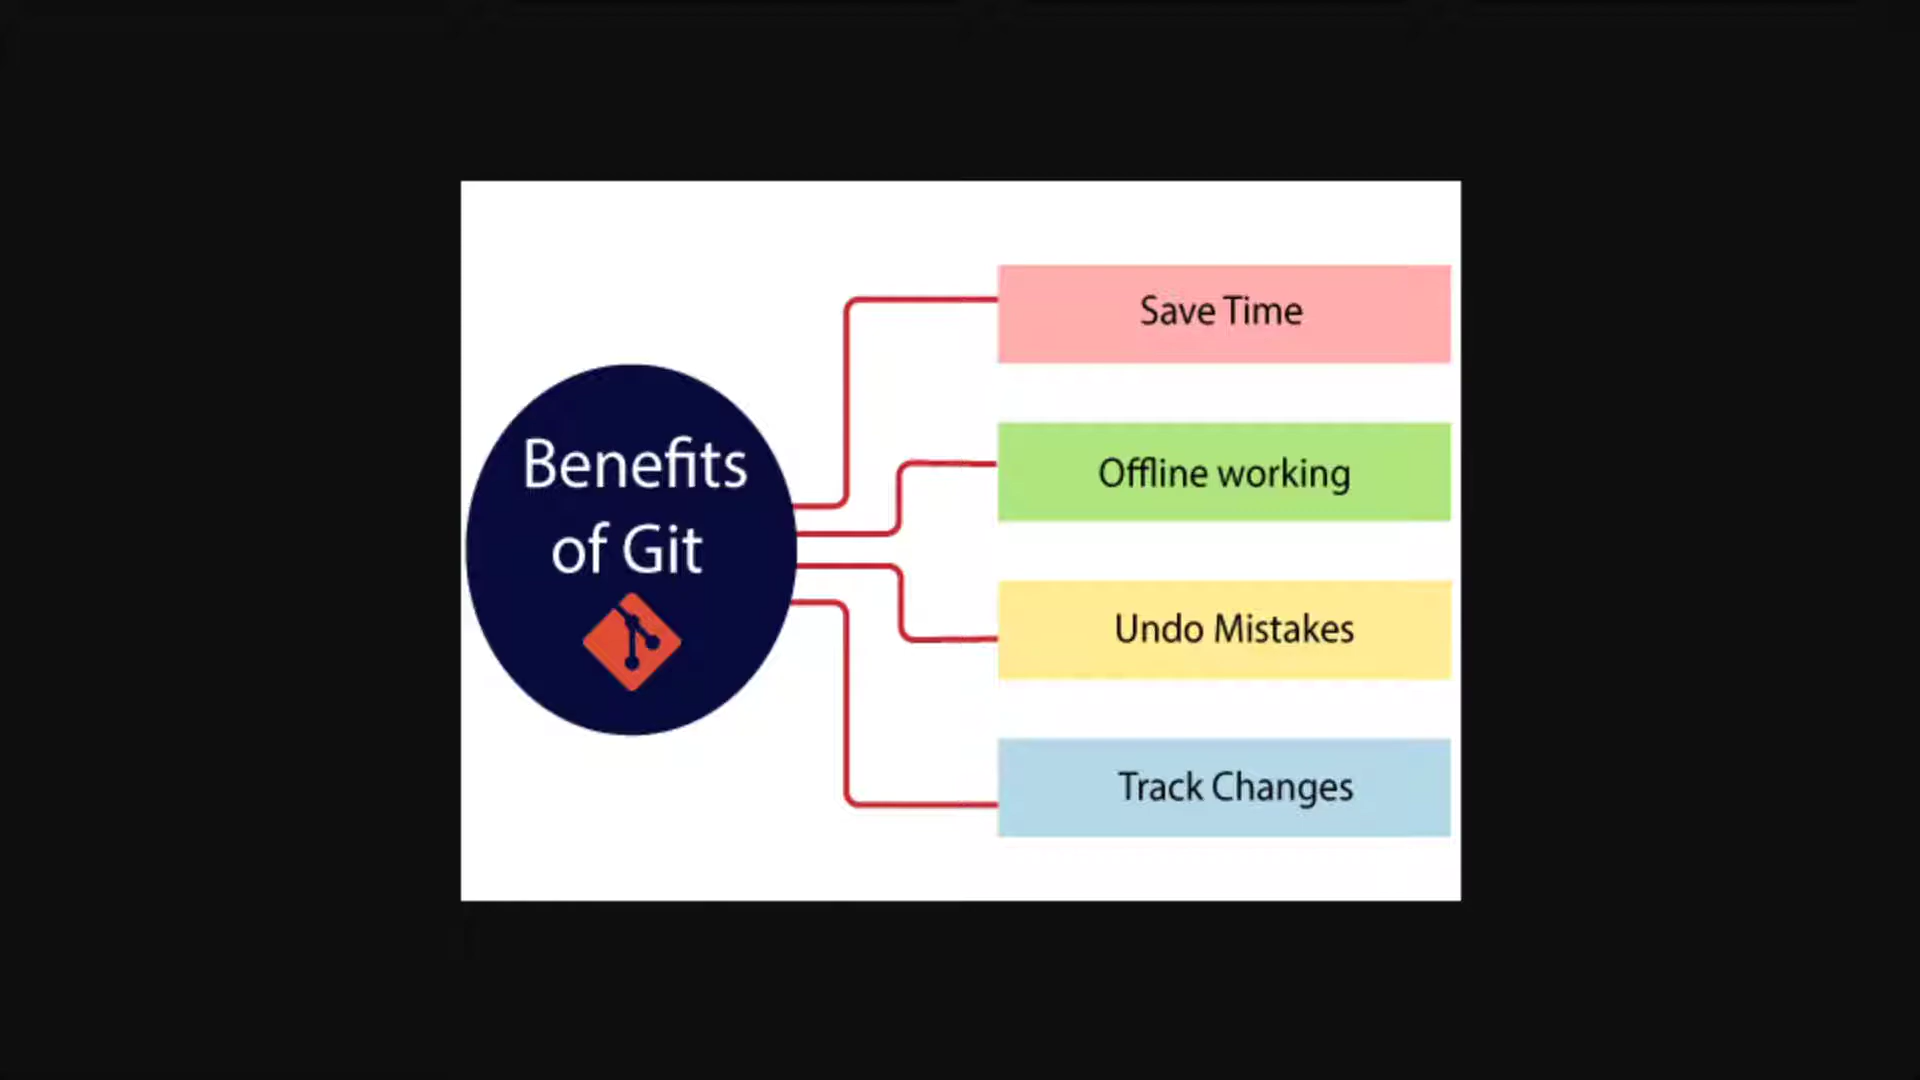 Benefits
of Git
Save Time
Offline working
Undo Mistakes
Track Changes